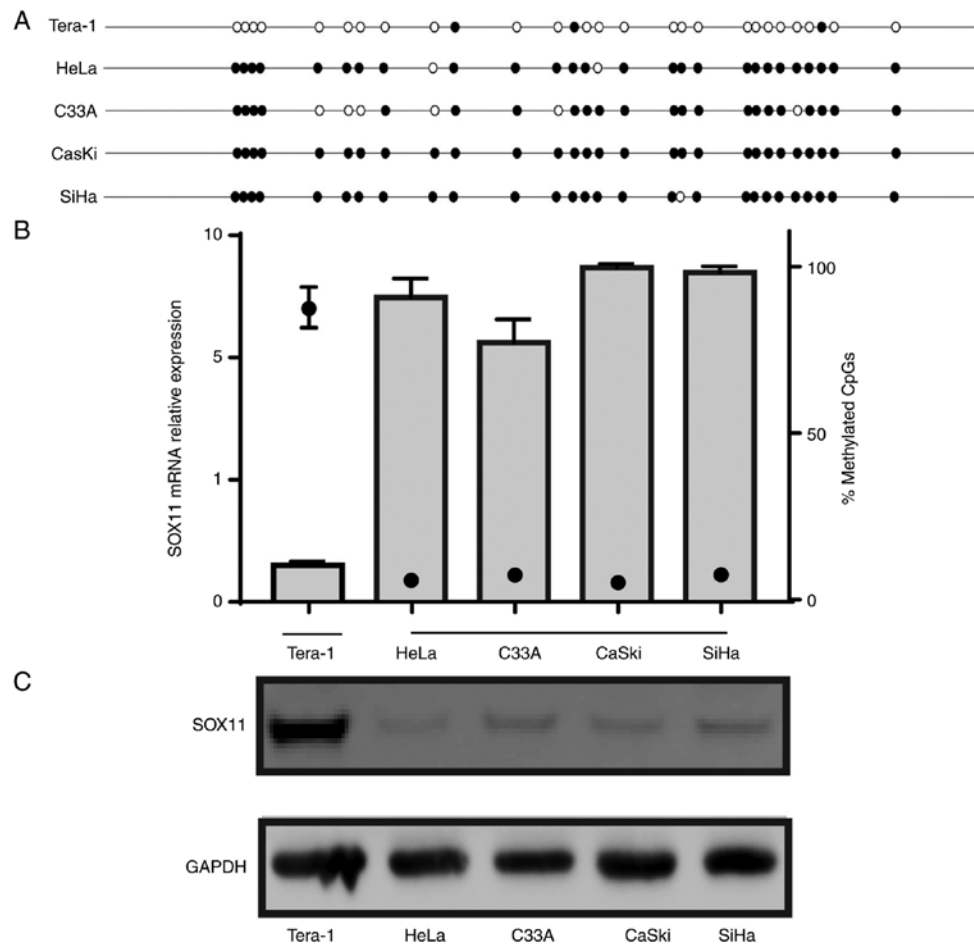 A
Tera-1
HeLa
C33A
CasKi
SiHa
B
SOX11 mRNA relative expression
10
5
1
0
% Methylated CpGs
100
50
0
Tera-1 HeLa C33A CaSki SiHa
C
SOX11
GAPDH
Tera-1 HeLa C33A CaSki SiHa